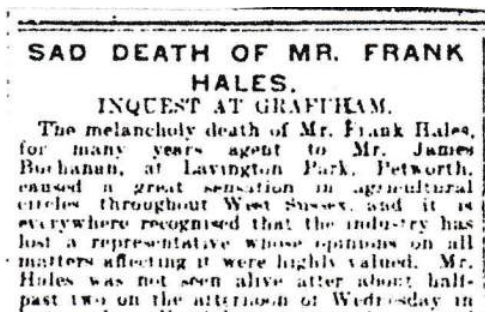 SAD DEATH OF MR. FRANK
HALES.
INQUEST AT GRAFFHAM.
The melancholy death of Mr. Frank Hales,
for many years agent to Mr. James
Buchanan, at Lavington Park, Petworth,
caused a great sensation in agricultural
circles throughout West Sussex, and it is
everywhere recognised that the industry has
lost a representative whose opinions on all
matters affecting it were highly valued. Mr.
Hales was not seen alive after about half-
past two on the afternoon of Wednesday in